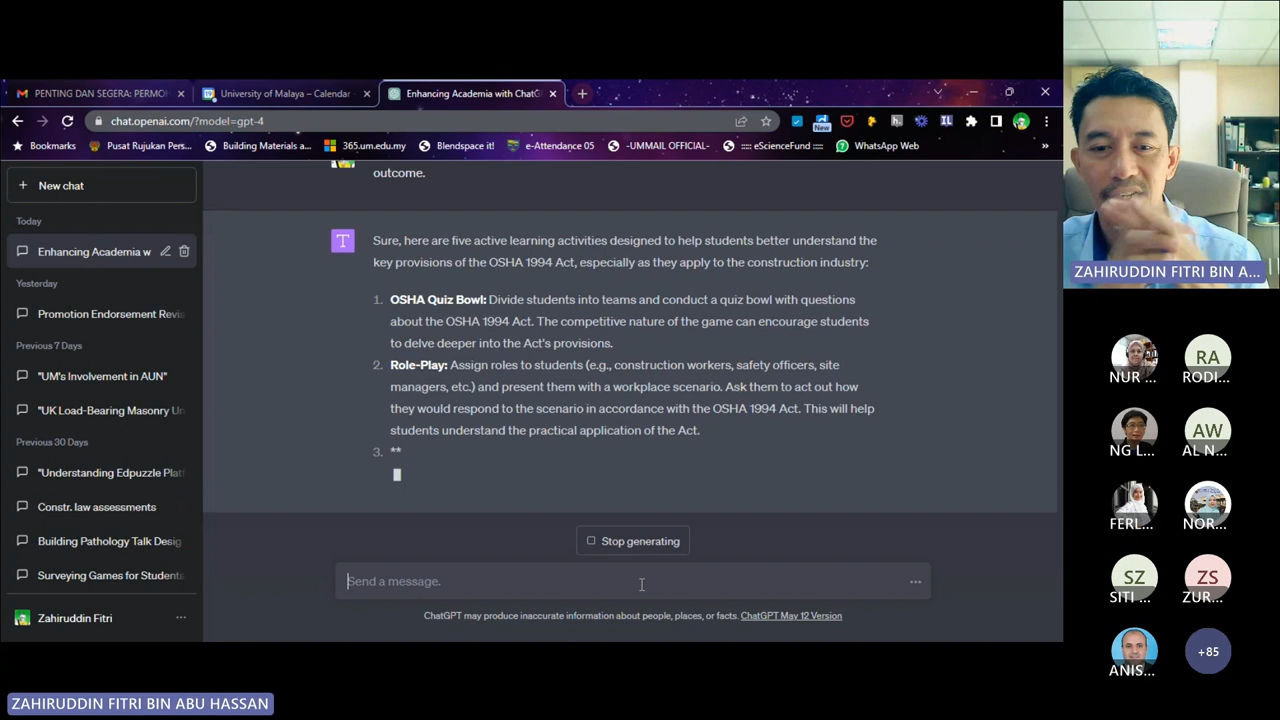 PENTING DAN SEGERA: PERMOH
University of Malaya – Calendar
Enhancing Academia with ChatG
chat.openai.com/?model=gpt-4
New
Bookmarks
Pusat Rujukan Pers...
Building Materials a...
365.um.edu.my
Blendspace it!
e-Attendance 05
-UMMAIL OFFICIAL-
:::: eScienceFund ::::
WhatsApp Web
»
+ New chat
Today
Enhancing Academia w
Yesterday
Promotion Endorsement Revie
Previous 7 Days
"UM's Involvement in AUN"
"UK Load-Bearing Masonry Un
Previous 30 Days
"Understanding Edpuzzle Platf
Constr. law assessments
Building Pathology Talk Desig
Surveying Games for Students
Zahiruddin Fitri
outcome.
T
Sure, here are five active learning activities designed to help students better understand the
key provisions of the OSHA 1994 Act, especially as they apply to the construction industry:
1. OSHA Quiz Bowl: Divide students into teams and conduct a quiz bowl with questions
about the OSHA 1994 Act. The competitive nature of the game can encourage students
to delve deeper into the Act's provisions.
2. Role-Play: Assign roles to students (e.g., construction workers, safety officers, site
managers, etc.) and present them with a workplace scenario. Ask them to act out how
they would respond to the scenario in accordance with the OSHA 1994 Act. This will help
students understand the practical application of the Act.
3. **
Stop generating
Send a message.
ChatGPT may produce inaccurate information about people, places, or facts. ChatGPT May 12 Version
ZAHIRUDDIN FITRI BIN A...
NUR ...
RA
RODI...
NG L...
AW
AL N...
FERL...
NOR...
SZ
SITI ...
ZS
ZUR...
ANIS...
+85
ZAHIRUDDIN FITRI BIN ABU HASSAN